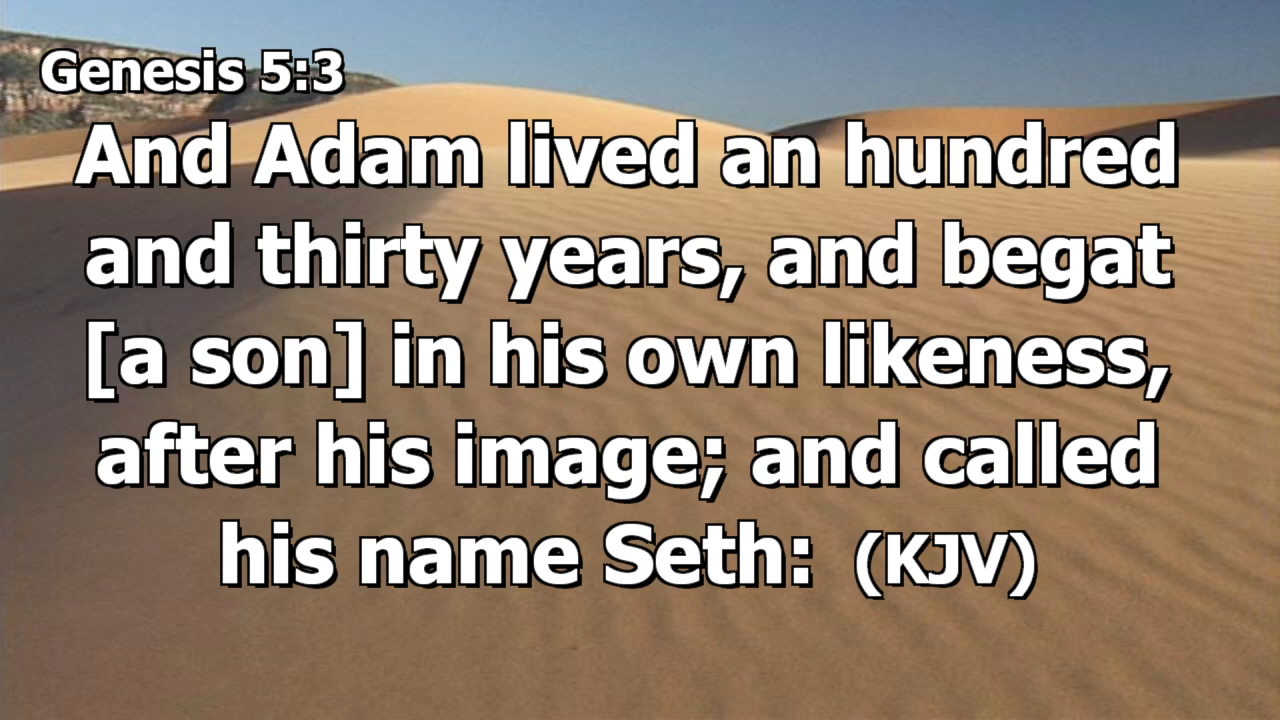 Genesis 5:3
And Adam lived an hundred
and thirty years, and begat
[a son] in his own likeness,
after his image; and called
his name Seth: (KJV)